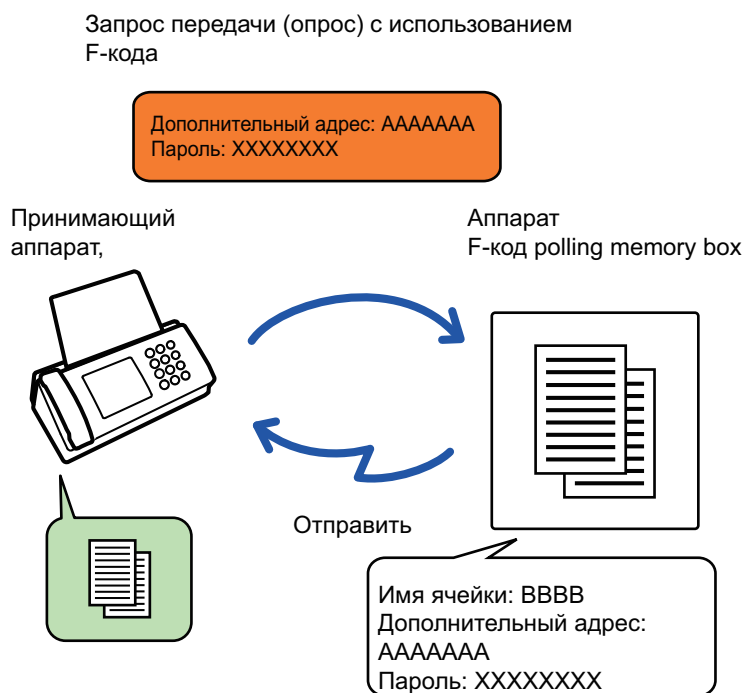 Запрос передачи (опрос) с использованием
F-кода
Дополнительный адрес: AAAAAAA
Пароль: XXXXXXXX
Принимающий
аппарат,
Аппарат
F-код polling memory box
Отправить
Имя ячейки: BBBB
Дополнительный адрес:
AAAAAAA
Пароль: XXXXXXXX